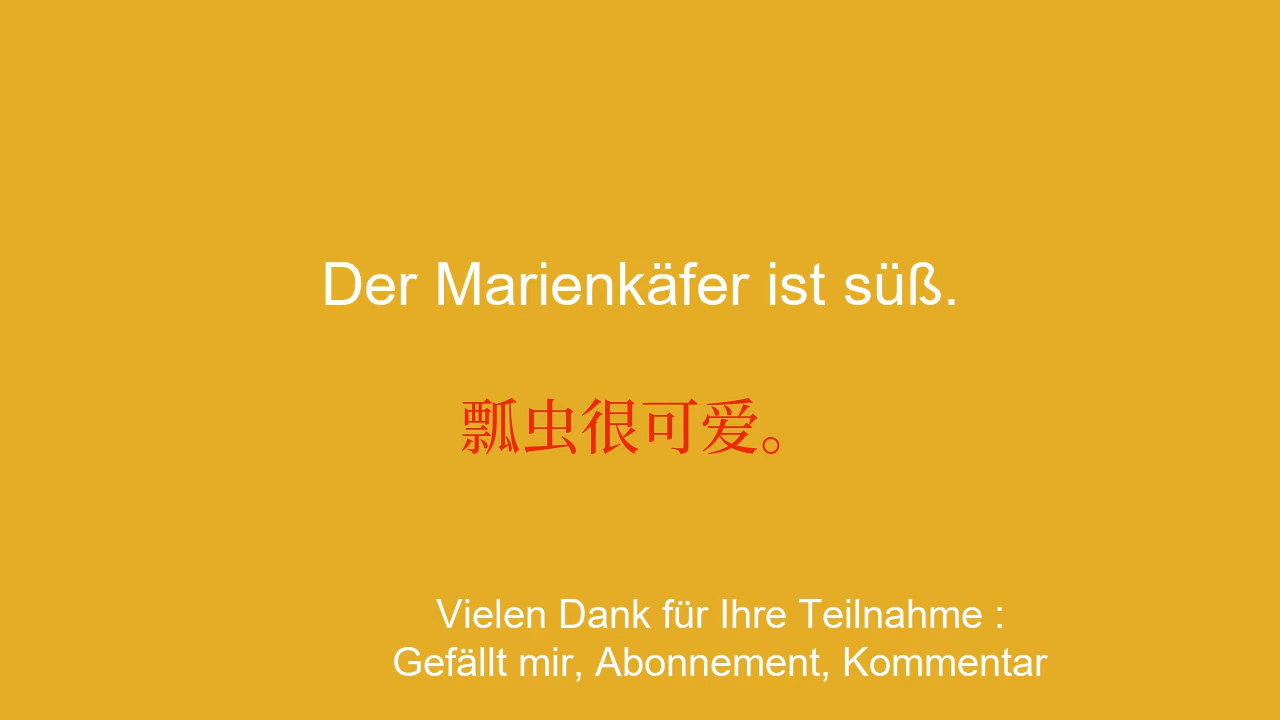 Der Marienkäfer ist süß.
瓢虫很可爱。
Vielen Dank für Ihre Teilnahme :
Gefällt mir, Abonnement, Kommentar